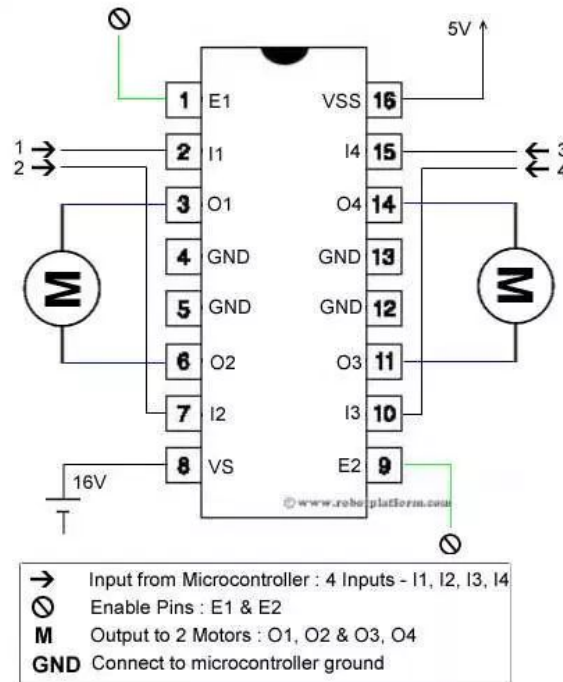 5V
1 E1 VSS 16
1 2 I1 I4 15 3
2 4
3 O1 O4 14
M 4 GND GND 13 M
5 GND GND 12
6 O2 O3 11
7 I2 I3 10
16V 8 VS E2 9
© www.robotplatform.com
Input from Microcontroller : 4 Inputs - I1, I2, I3, I4
Enable Pins : E1 & E2
M Output to 2 Motors : O1, O2 & O3, O4
GND Connect to microcontroller ground